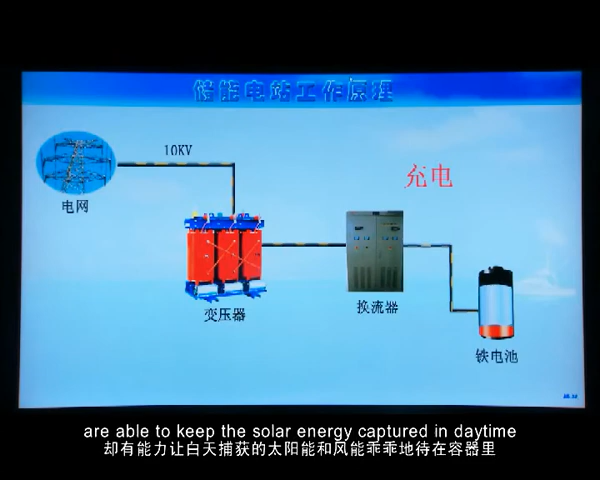 储能电站工作原理
10KV
充电
电网
变压器
换流器
铁电池
are able to keep the solar energy captured in daytime
却有能力让白天捕获的太阳能和风能乖乖地待在容器里